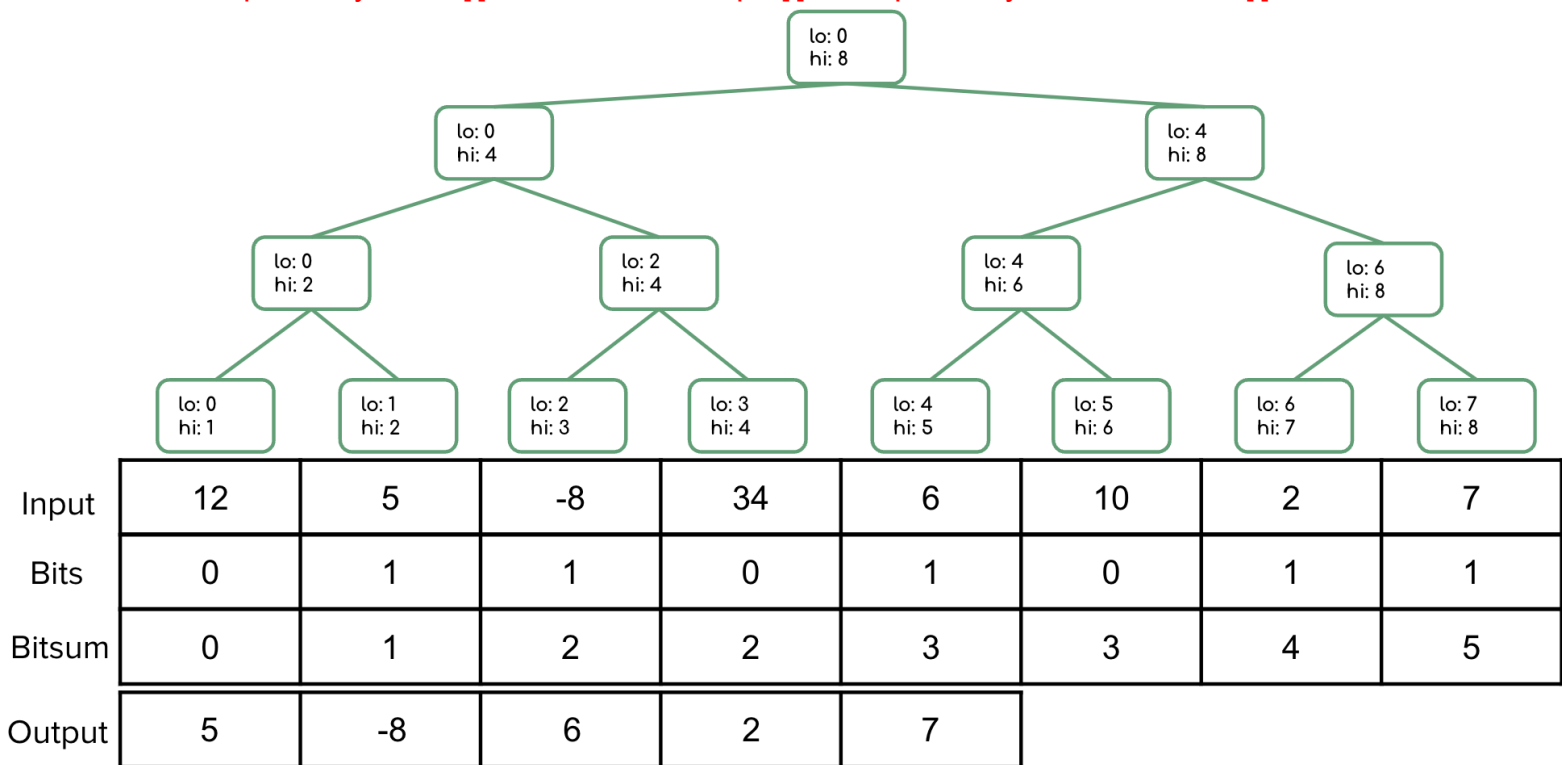 lo: 0
hi: 8
lo: 0
hi: 4
lo: 4
hi: 8
lo: 0
hi: 2
lo: 2
hi: 4
lo: 4
hi: 6
lo: 6
hi: 8
lo: 0
hi: 1
lo: 1
hi: 2
lo: 2
hi: 3
lo: 3
hi: 4
lo: 4
hi: 5
lo: 5
hi: 6
lo: 6
hi: 7
lo: 7
hi: 8
Input 12 5 -8 34 6 10 2 7
Bits 0 1 1 0 1 0 1 1
Bitsum 0 1 2 2 3 3 4 5
Output 5 -8 6 2 7